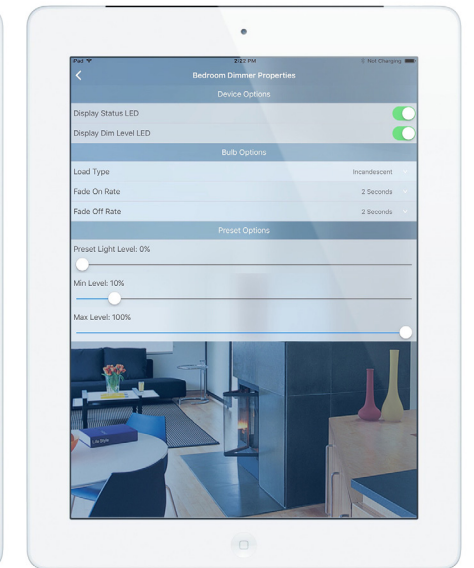 iPad 2:22 PM Not Charging
Bedroom Dimmer Properties
Device Options
Display Status LED
Display Dim Level LED
Bulb Options
Load Type Incandescent
Fade On Rate 2 Seconds
Fade Off Rate 2 Seconds
Preset Options
Preset Light Level: 0%
Min Level: 10%
Max Level: 100%
Life Style